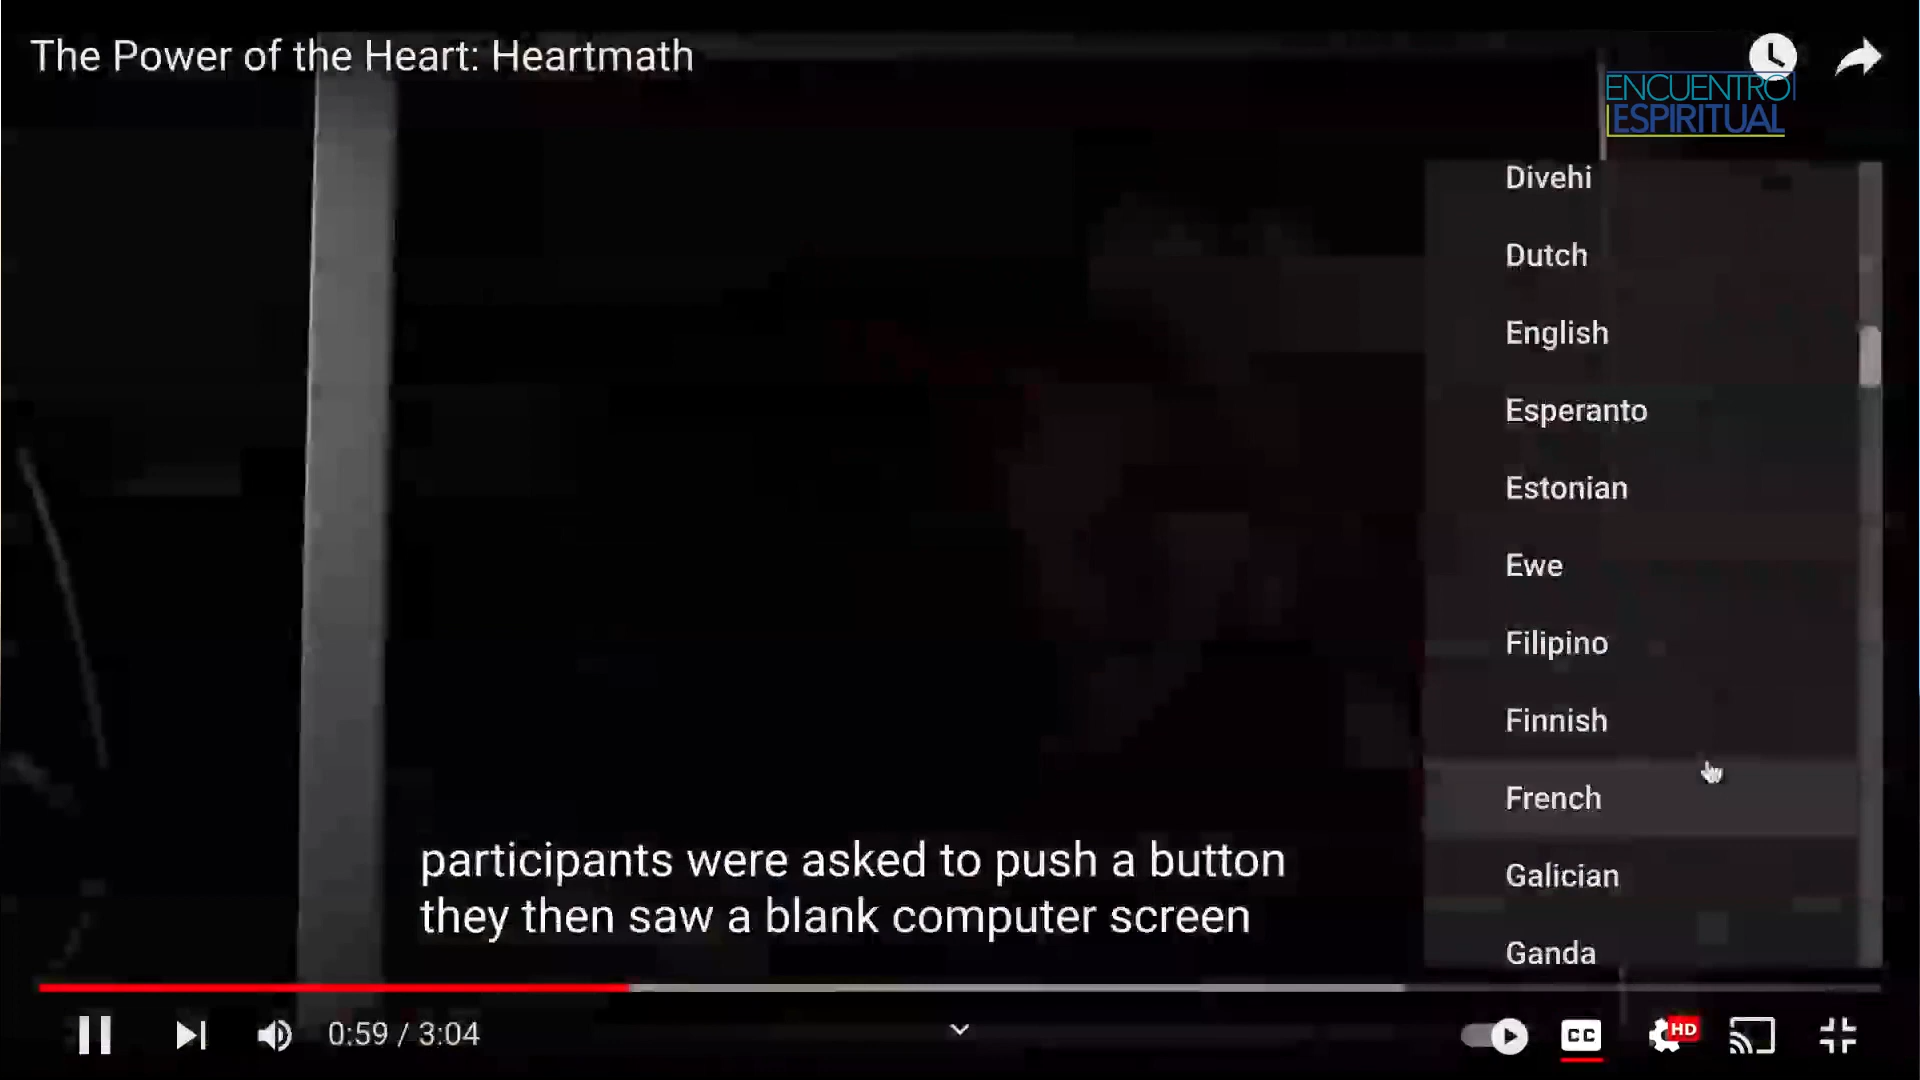 The Power of the Heart: Heartmath
ENCUENTRO
ESPIRITUAL
Divehi
Dutch
English
Esperanto
Estonian
Ewe
Filipino
Finnish
French
Galician
Ganda
participants were asked to push a button
they then saw a blank computer screen
0:59 / 3:04
CC
HD